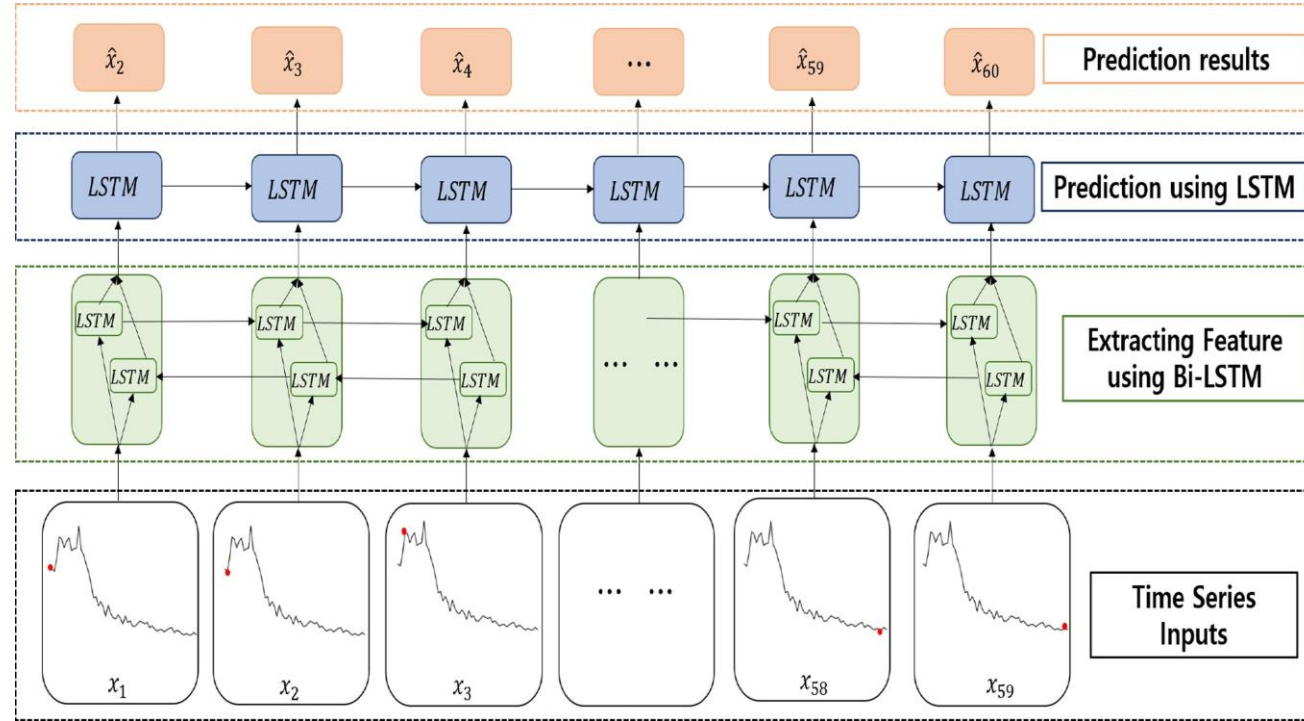 x̂₂ x̂₃ x̂₄ ... x̂₅₉ x̂₆₀ Prediction results
LSTM LSTM LSTM LSTM LSTM LSTM Prediction using LSTM
LSTM LSTM LSTM LSTM LSTM
LSTM LSTM LSTM ... ... LSTM LSTM
Extracting Feature
using Bi-LSTM
... ...
Time Series
Inputs
x₁ x₂ x₃ x₅₈ x₅₉